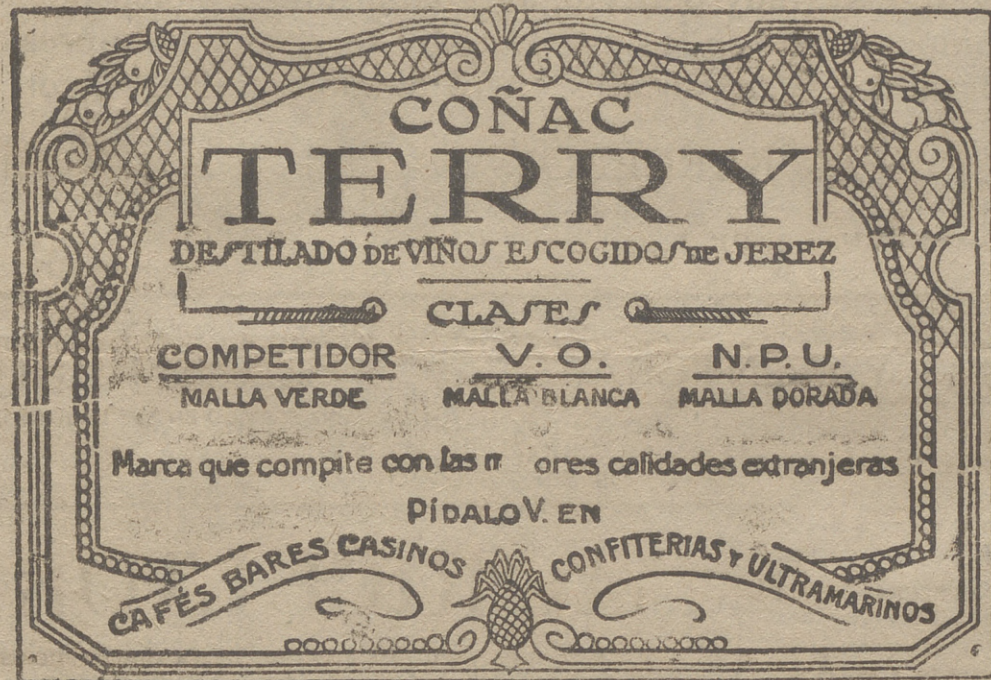 COÑAC
TERRY
DESTILADO DE VINOS ESCOGIDOS DE JEREZ
CLASES
COMPETIDOR V. O. N. P. U.
MALLA VERDE MALLA BLANCA MALLA DORADA
Marca que compite con las calidades extranjeras
PÍDALO V. EN
CAFÉS BARES CASINOS CONFITERIAS Y ULTRAMARINOS
6